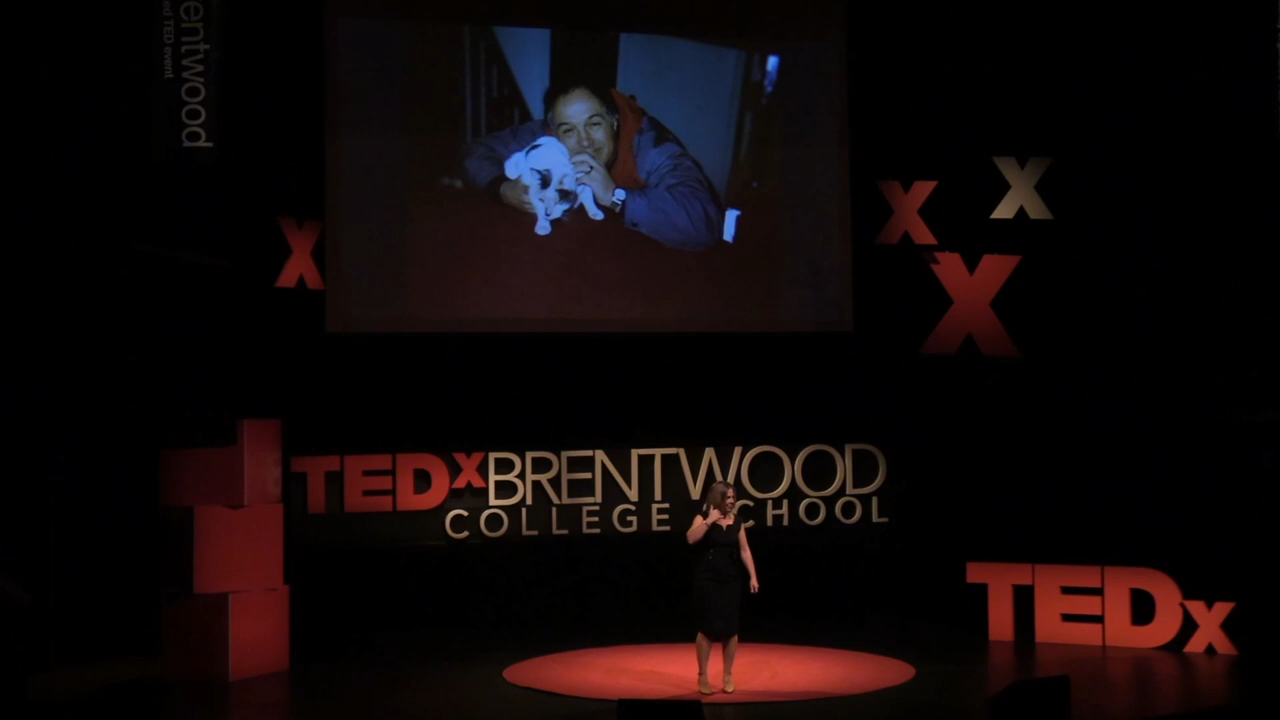 entwood
ed TED event
X
X
X
X
TEDxBRENTWOOD
COLLEGE SCHOOL
TEDx